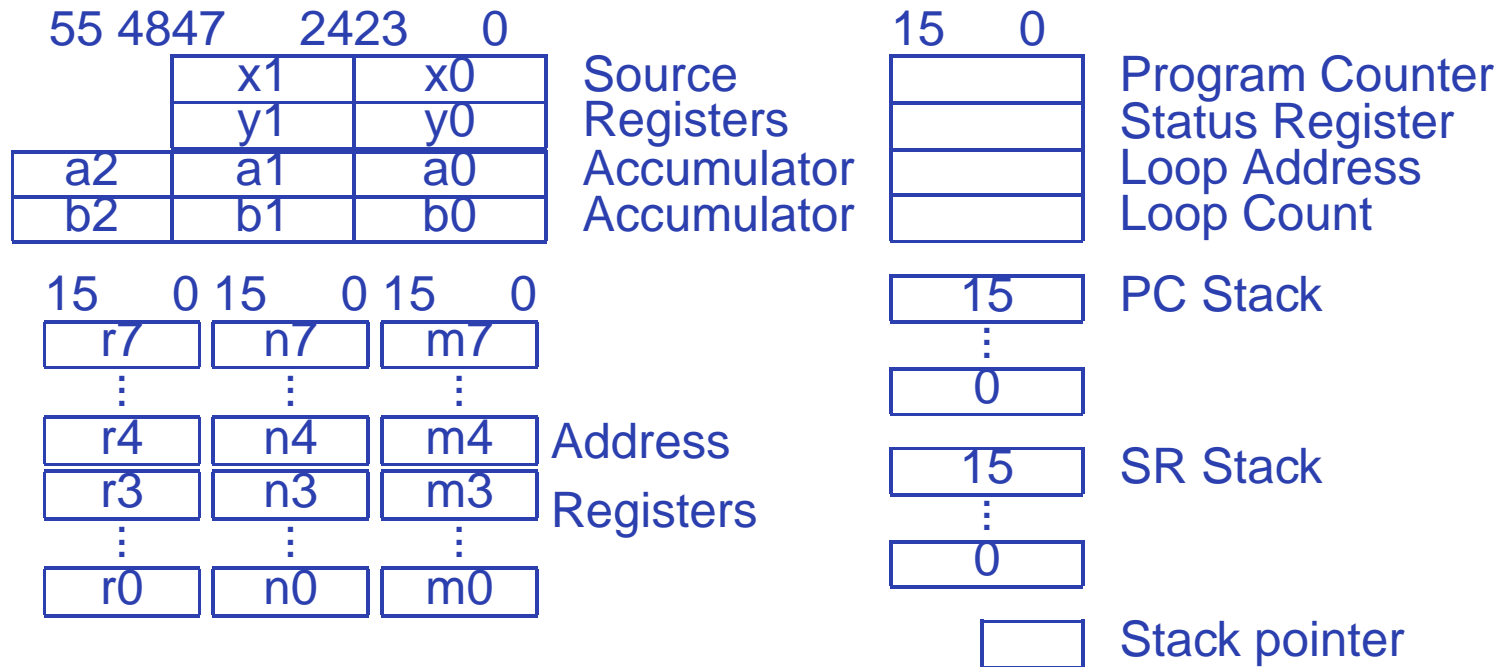 55 4847 2423 0
x1 x0 Source
y1 y0 Registers
a2 a1 a0 Accumulator
b2 b1 b0 Accumulator
15 0 15 0 15 0
r7 n7 m7
r4 n4 m4 Address
r3 n3 m3 Registers
r0 n0 m0
15 0
Program Counter
Status Register
Loop Address
Loop Count
15 PC Stack
0
15 SR Stack
0
Stack pointer